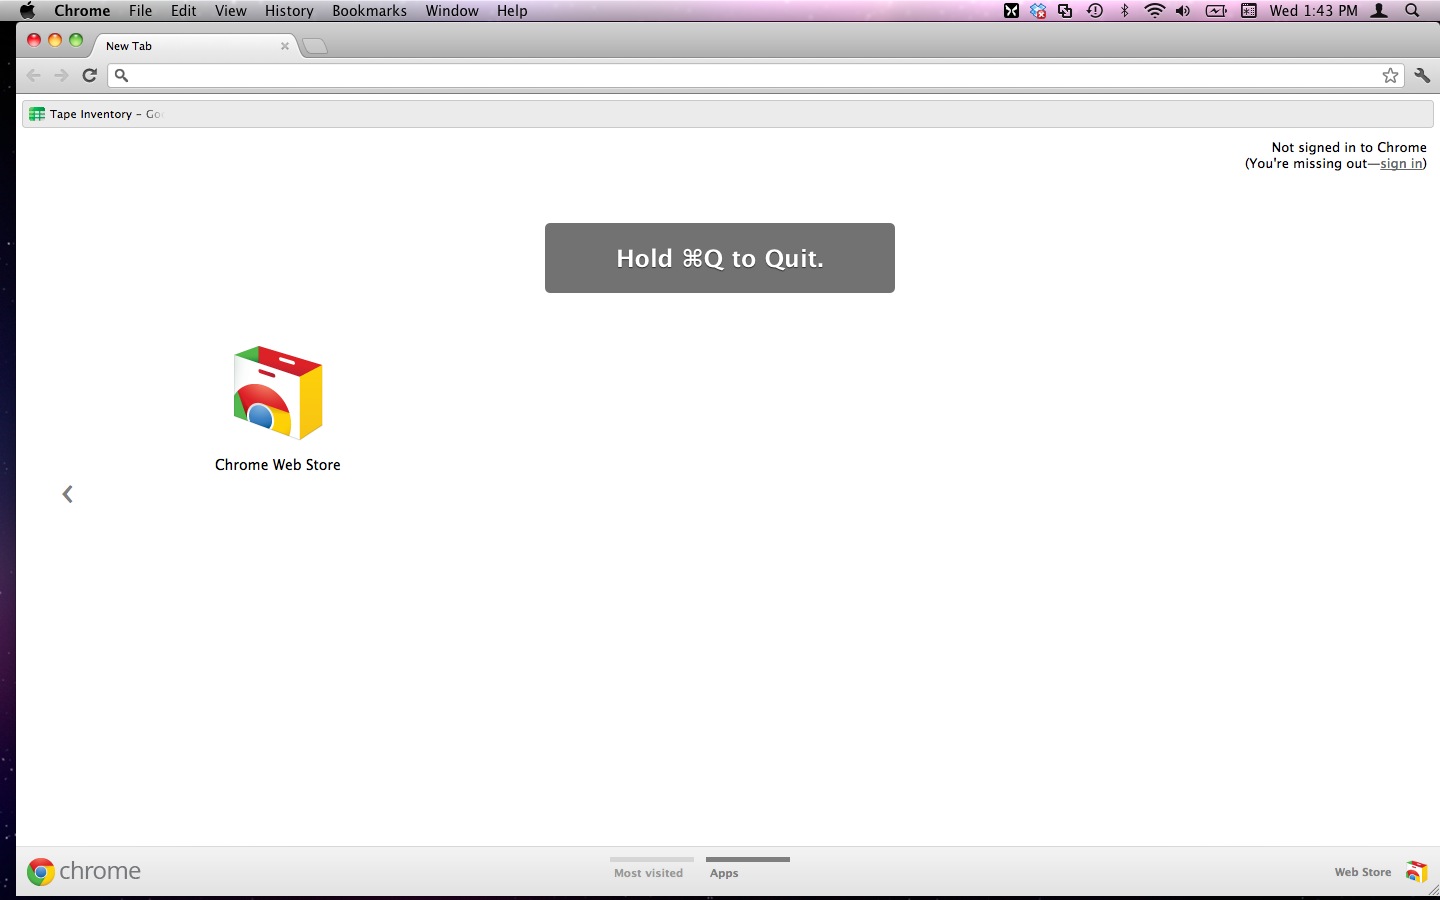 Chrome File Edit View History Bookmarks Window Help Wed 1:43 PM
New Tab
Tape Inventory – Go
Not signed in to Chrome
(You're missing out—sign in)
Hold ⌘Q to Quit.
Chrome Web Store
chrome
Most visited
Apps
Web Store